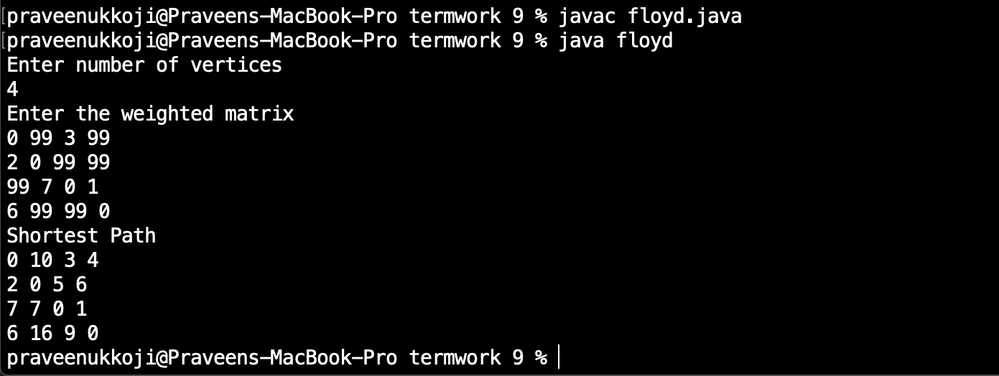 praveenukkoji@Praveens-MacBook-Pro termwork 9 % javac floyd.java
praveenukkoji@Praveens-MacBook-Pro termwork 9 % java floyd
Enter number of vertices
4
Enter the weighted matrix
0 99 3 99
2 0 99 99
99 7 0 1
6 99 99 0
Shortest Path
0 10 3 4
2 0 5 6
7 7 0 1
6 16 9 0
praveenukkoji@Praveens-MacBook-Pro termwork 9 %